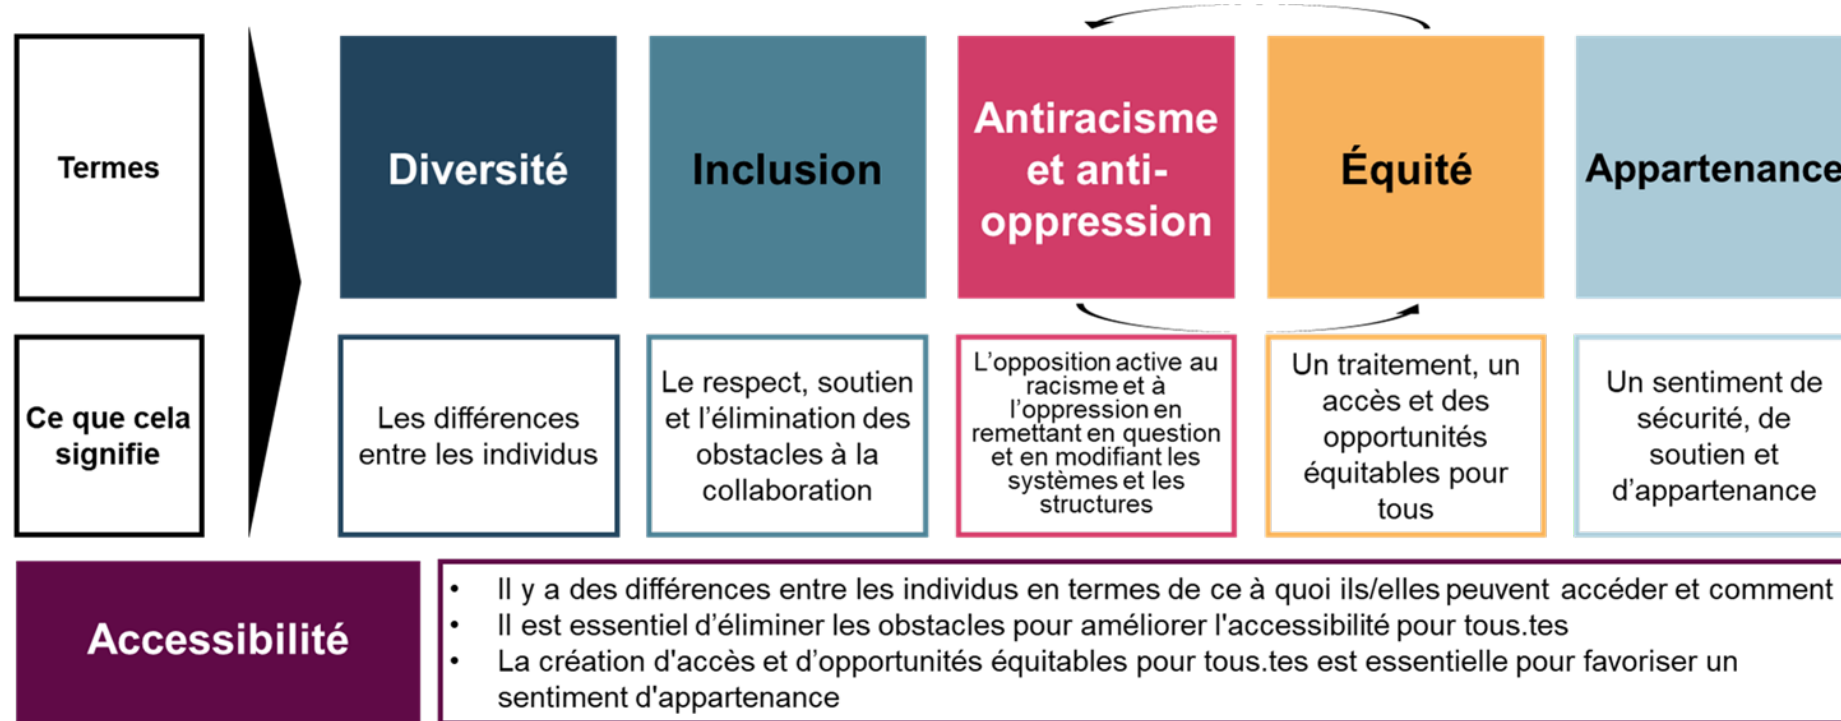 Termes
Diversité
Inclusion
Antiracisme
et anti-
oppression
Équité
Appartenance
Ce que cela
signifie
Les différences
entre les individus
Le respect, soutien
et l’élimination des
obstacles à la
collaboration
L’opposition active au
racisme et à
l’oppression en
remettant en question
et en modifiant les
systèmes et les
structures
Un traitement, un
accès et des
opportunités
équitables pour
tous
Un sentiment de
sécurité, de
soutien et
d’appartenance
Accessibilité
• Il y a des différences entre les individus en termes de ce à quoi ils/elles peuvent accéder et comment
• Il est essentiel d’éliminer les obstacles pour améliorer l'accessibilité pour tous.tes
• La création d'accès et d’opportunités équitables pour tous.tes est essentielle pour favoriser un
sentiment d'appartenance